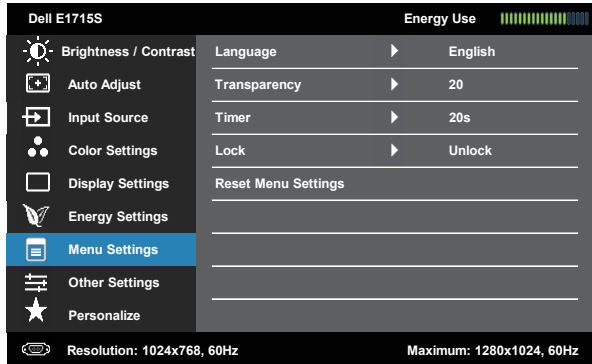 Dell E1715S Energy Use
Brightness / Contrast Language English
Auto Adjust Transparency 20
Input Source Timer 20s
Color Settings Lock Unlock
Display Settings Reset Menu Settings
Energy Settings
Menu Settings
Other Settings
Personalize
Resolution: 1024x768, 60Hz Maximum: 1280x1024, 60Hz